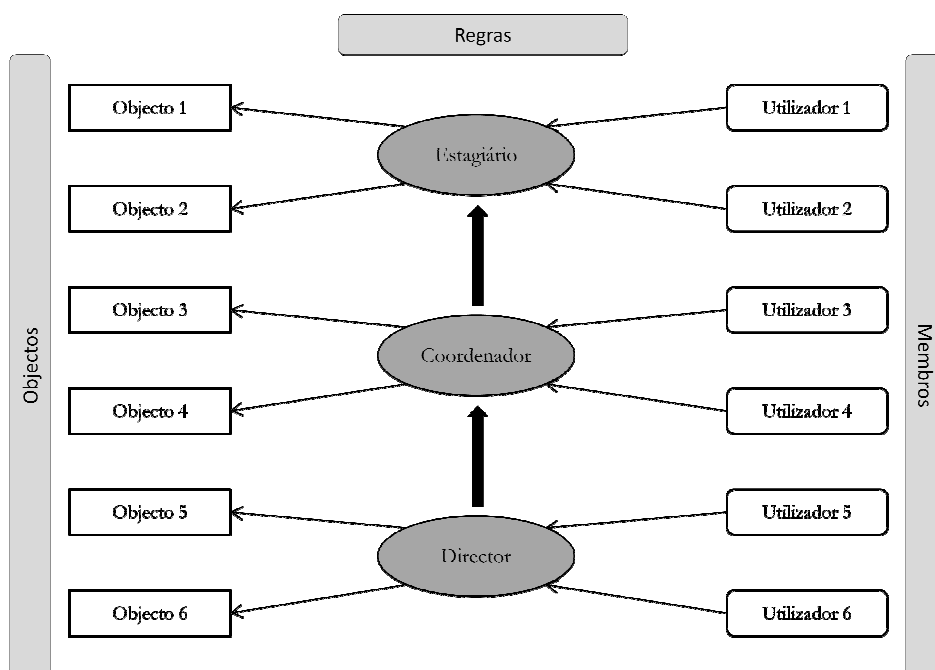 Regras
Objectos
Membros
Objecto 1
Estagiário
Utilizador 1
Objecto 2
Utilizador 2
Objecto 3
Coordenador
Utilizador 3
Objecto 4
Utilizador 4
Objecto 5
Director
Utilizador 5
Objecto 6
Utilizador 6